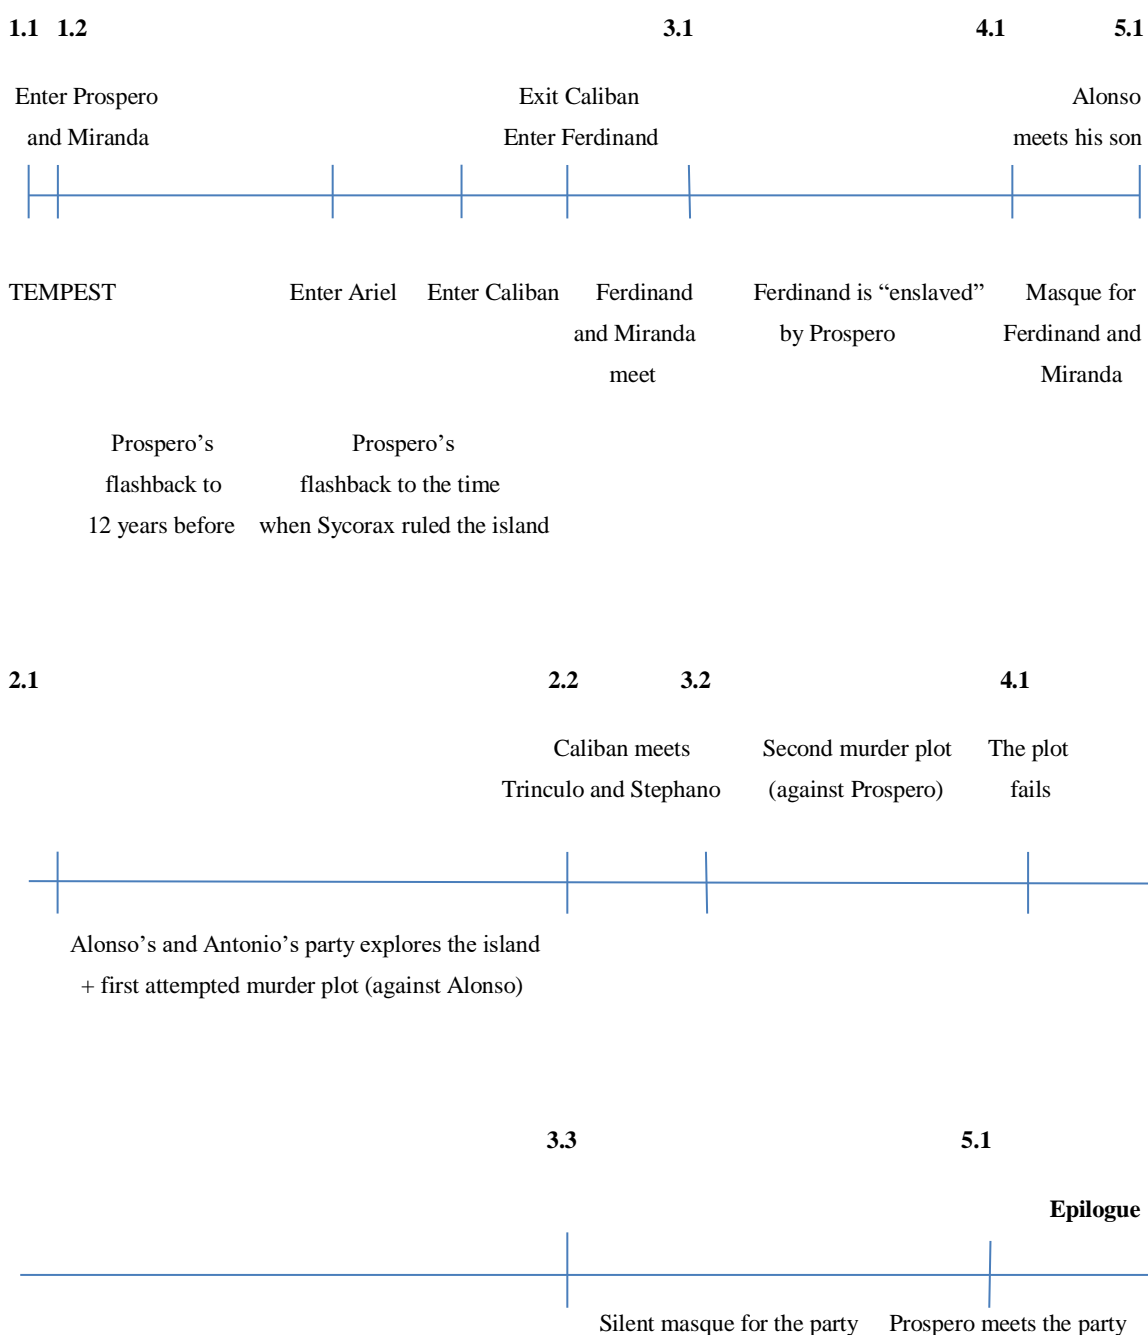 1.1 1.2 3.1 4.1 5.1
Enter Prospero Exit Caliban Alonso
and Miranda Enter Ferdinand meets his son
TEMPEST Enter Ariel Enter Caliban Ferdinand Ferdinand is “enslaved” Masque for
and Miranda by Prospero Ferdinand and
meet Miranda
Prospero’s Prospero’s
flashback to flashback to the time
12 years before when Sycorax ruled the island
2.1 2.2 3.2 4.1
Caliban meets Second murder plot The plot
Trinculo and Stephano (against Prospero) fails
Alonso’s and Antonio’s party explores the island
+ first attempted murder plot (against Alonso)
3.3 5.1
Epilogue
Silent masque for the party Prospero meets the party